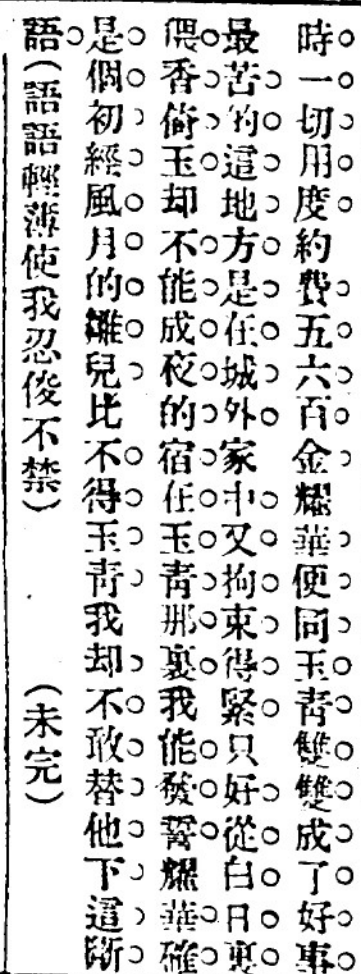 時一切用度約費五六百金耀華便同玉靑雙雙成了好事
最苦的這地方是在城外家中又拘束得緊只好從白日裏
偎香倚玉却不能成夜的宿在玉靑那裏我能發誓耀華確
是個初經風月的雛兒比不得玉靑我却不敢替他下這斷
語(語語輕薄使我忍俊不禁) (未完)